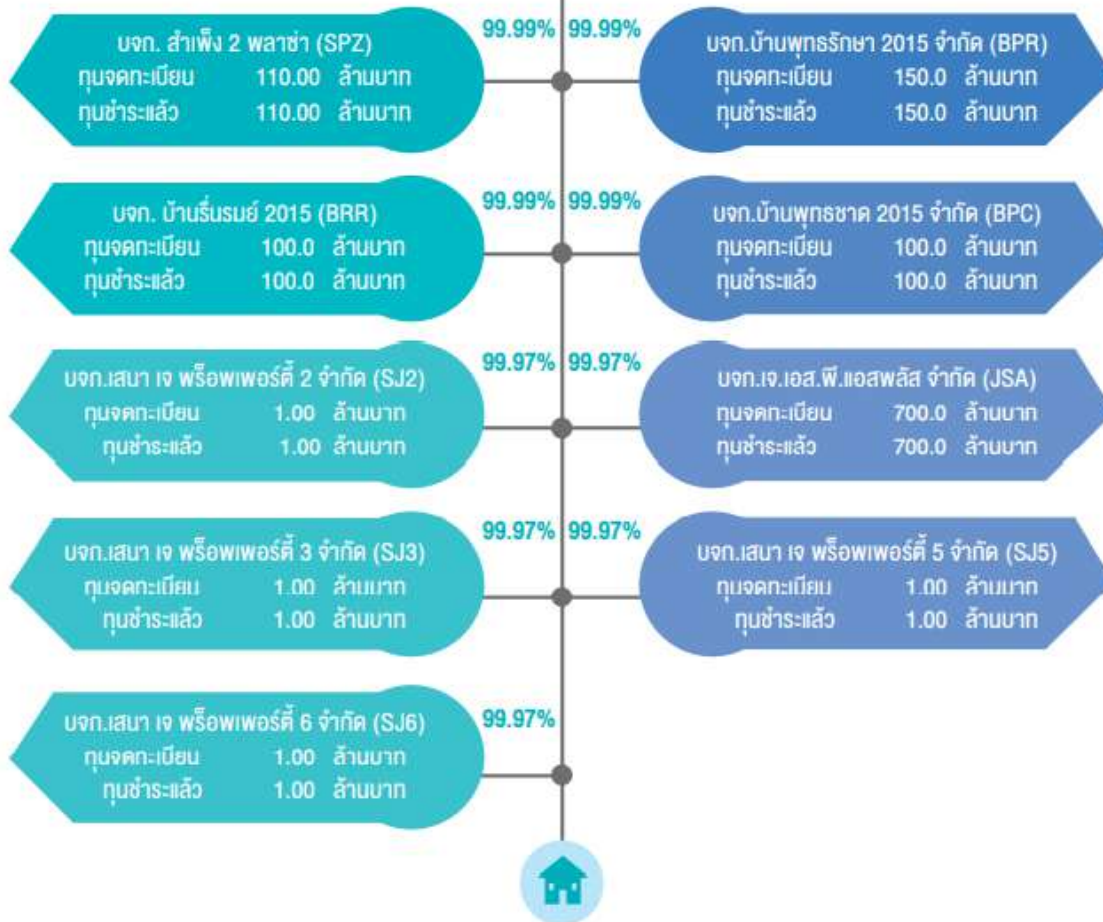 99.99% 99.99%
บจก. สำเพ็ง 2 พลาซ่า (SPZ)
ทุนจดทะเบียน 110.00 ล้านบาท
ทุนชำระแล้ว 110.00 ล้านบาท
บจก.บ้านพุทธรักษา 2015 จำกัด (BPR)
ทุนจดทะเบียน 150.0 ล้านบาท
ทุนชำระแล้ว 150.0 ล้านบาท
99.99% 99.99%
บจก. บ้านรื่นรมย์ 2015 (BRR)
ทุนจดทะเบียน 100.0 ล้านบาท
ทุนชำระแล้ว 100.0 ล้านบาท
บจก.บ้านพุทธชาด 2015 จำกัด (BPC)
ทุนจดทะเบียน 100.0 ล้านบาท
ทุนชำระแล้ว 100.0 ล้านบาท
99.97% 99.97%
บจก.เสนา เจ พร็อพเพอร์ตี้ 2 จำกัด (SJ2)
ทุนจดทะเบียน 1.00 ล้านบาท
ทุนชำระแล้ว 1.00 ล้านบาท
บจก.เจ.เอส.พี.แอสพลัส จำกัด (JSA)
ทุนจดทะเบียน 700.0 ล้านบาท
ทุนชำระแล้ว 700.0 ล้านบาท
99.97% 99.97%
บจก.เสนา เจ พร็อพเพอร์ตี้ 3 จำกัด (SJ3)
ทุนจดทะเบียน 1.00 ล้านบาท
ทุนชำระแล้ว 1.00 ล้านบาท
บจก.เสนา เจ พร็อพเพอร์ตี้ 5 จำกัด (SJ5)
ทุนจดทะเบียน 1.00 ล้านบาท
ทุนชำระแล้ว 1.00 ล้านบาท
99.97%
บจก.เสนา เจ พร็อพเพอร์ตี้ 6 จำกัด (SJ6)
ทุนจดทะเบียน 1.00 ล้านบาท
ทุนชำระแล้ว 1.00 ล้านบาท